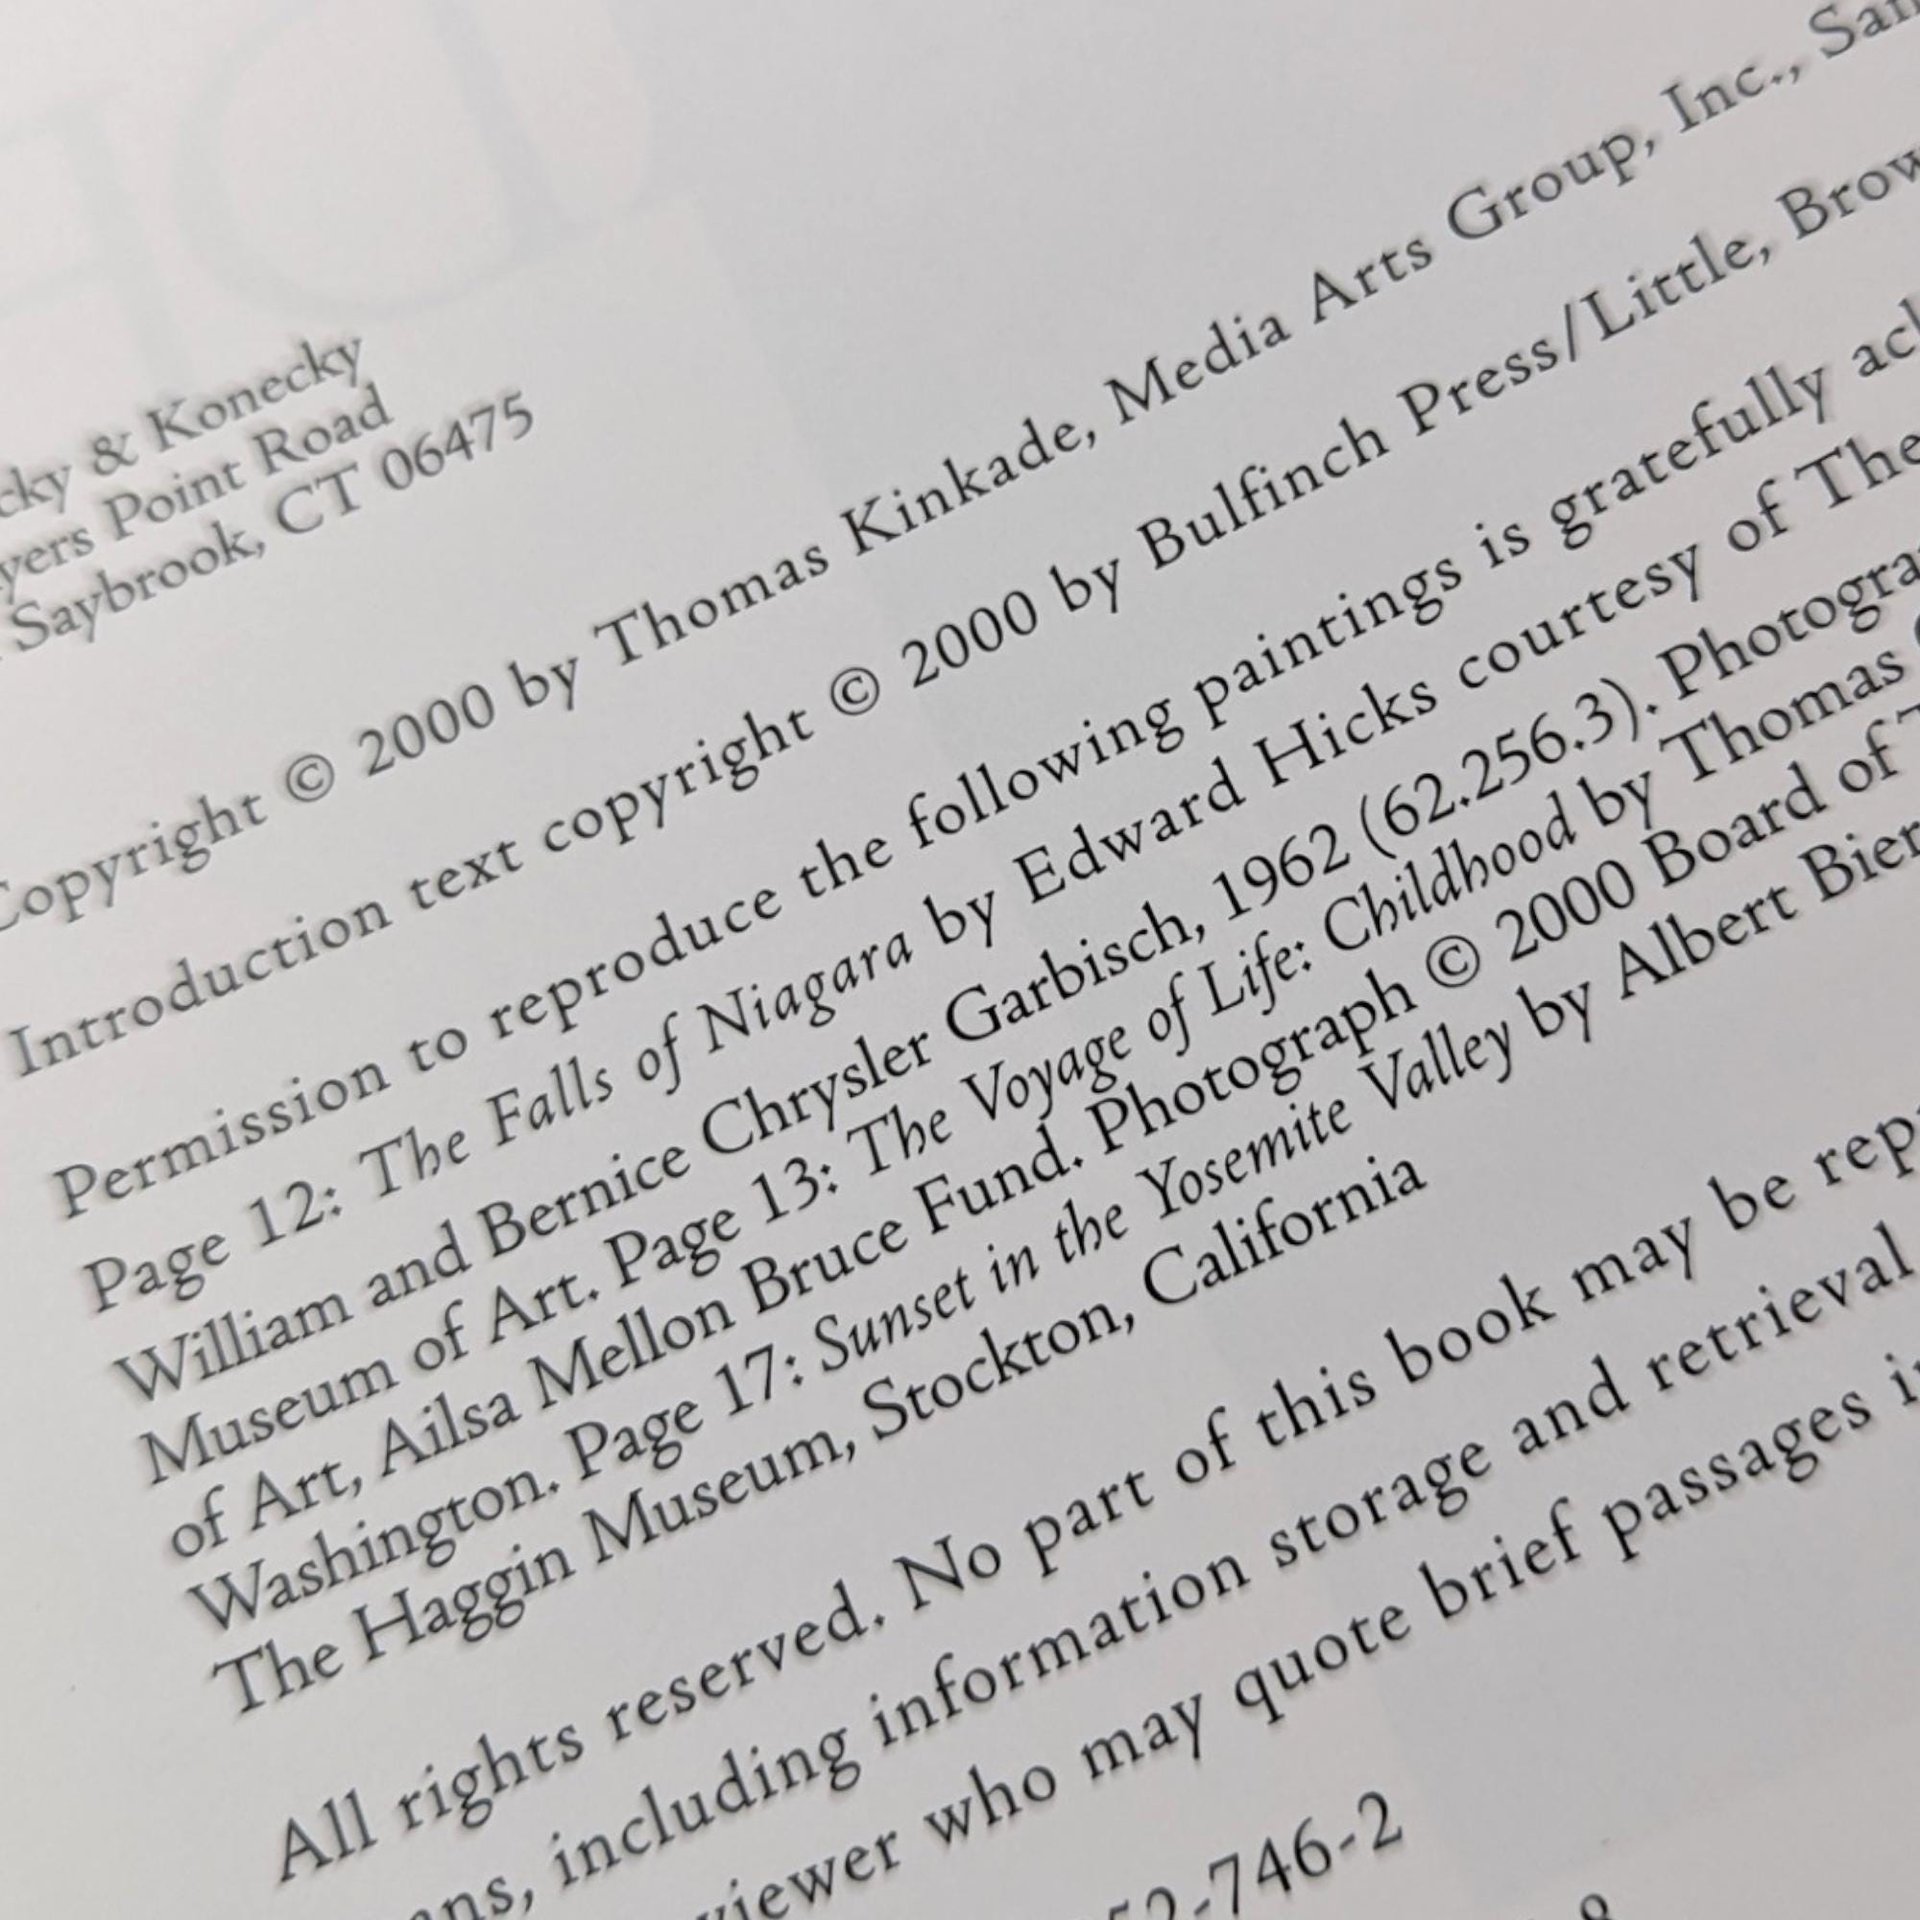 & Konecky
Point Road
Saybrook, CT 06475
Copyright © 2000 by Thomas Kinkade, Media Arts Group, Inc.,
Introduction text copyright © 2000 by Bulfinch Press/Little,
Permission to reproduce the following paintings is gratefully
Page 12: The Falls of Niagara by Edward Hicks courtesy of The
William and Bernice Chrysler Garbisch, 1962 (62.256.3).
Museum of Art. Page 13: The Voyage of Life: Childhood by Thomas
of Art, Ailsa Mellon Bruce Fund. Photograph © 2000 Board of
Washington. Page 17: Sunset in the Yosemite Valley by Albert
The Haggin Museum, Stockton, California
All rights reserved. No part of this book may be
including information storage and retrieval
who may quote brief passages
-746-2